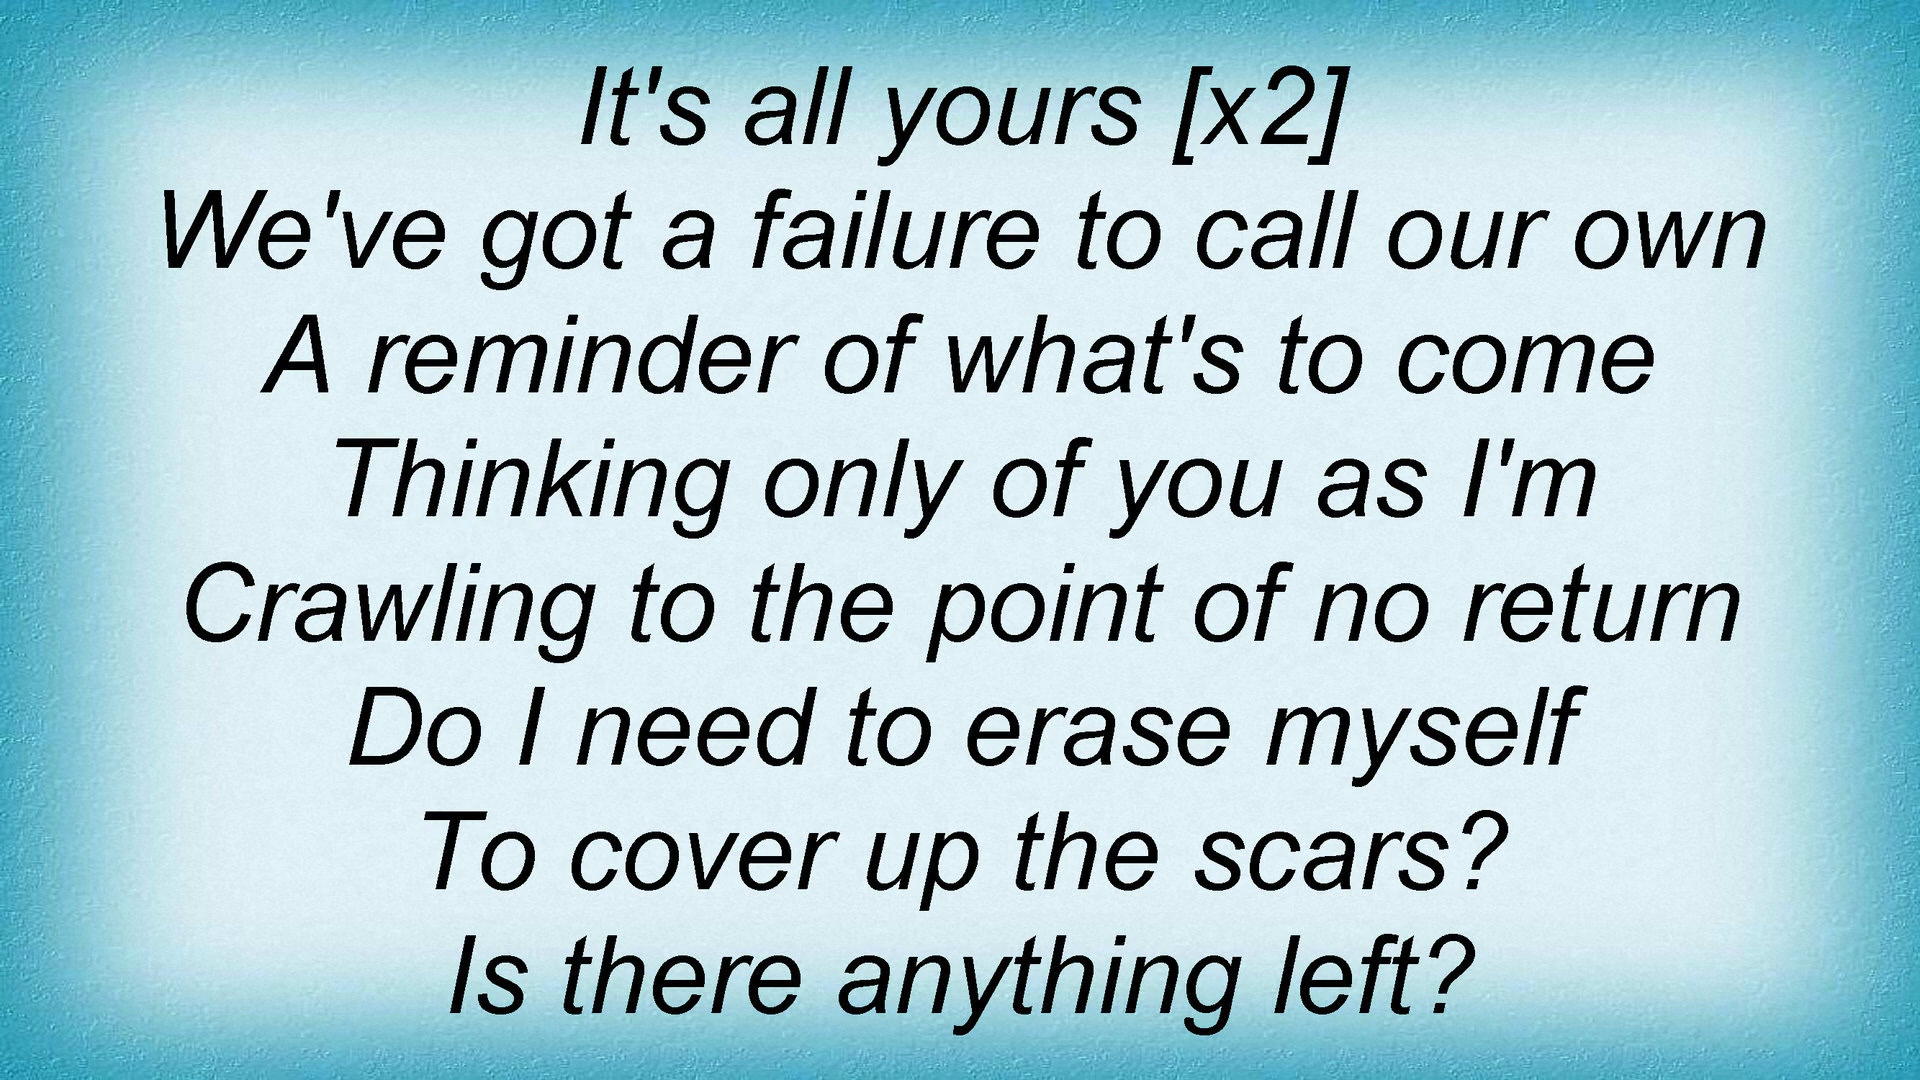 It's all yours [x2]
We've got a failure to call our own
A reminder of what's to come
Thinking only of you as I'm
Crawling to the point of no return
Do I need to erase myself
To cover up the scars?
Is there anything left?